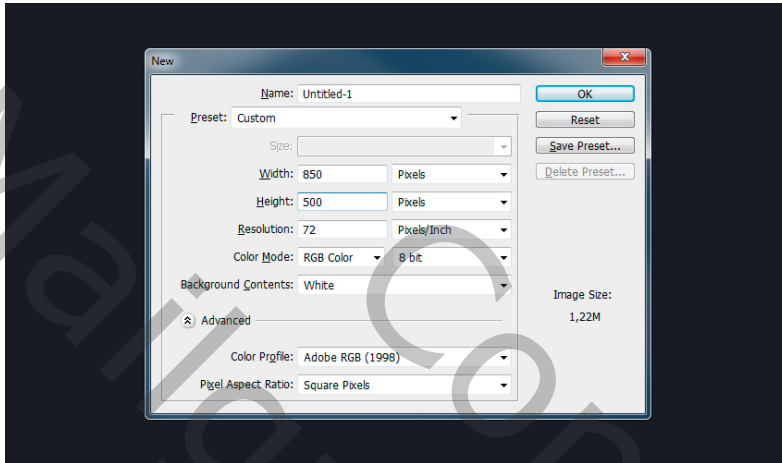 New
Name: Untitled-1
OK
Preset: Custom
Reset
Size:
Save Preset...
Width: 850 Pixels
Delete Preset...
Height: 500 Pixels
Resolution: 72 Pixels/Inch
Color Mode: RGB Color 8 bit
Background Contents: White
Image Size:
1,22M
Advanced
Color Profile: Adobe RGB (1998)
Pixel Aspect Ratio: Square Pixels